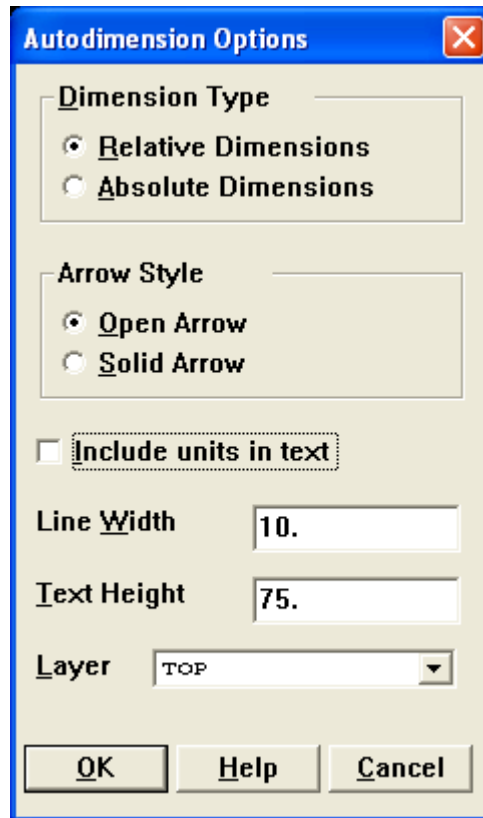 Autodimension Options
Dimension Type
Relative Dimensions
Absolute Dimensions
Arrow Style
Open Arrow
Solid Arrow
Include units in text
Line Width 10.
Text Height 75.
Layer TOP
OK Help Cancel